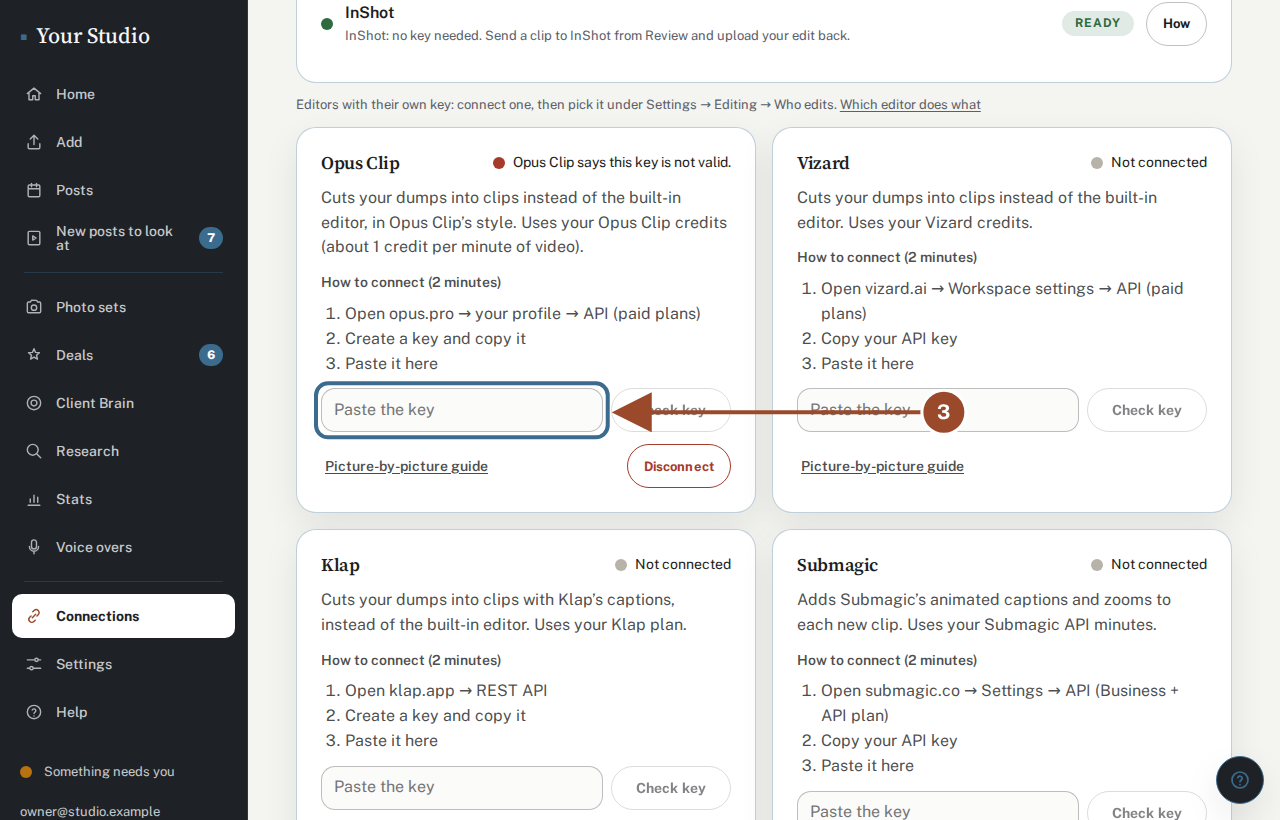 Your Studio
Home
Add
Posts
New posts to look at
7
Photo sets
Deals
6
Client Brain
Research
Stats
Voice overs
Connections
Settings
Help
Something needs you
owner@studio.example
InShot
InShot: no key needed. Send a clip to InShot from Review and upload your edit back.
READY
How
Editors with their own key: connect one, then pick it under Settings → Editing → Who edits. Which editor does what
Opus Clip
Opus Clip says this key is not valid.
Cuts your dumps into clips instead of the built-in
editor, in Opus Clip's style. Uses your Opus Clip credits
(about 1 credit per minute of video).
How to connect (2 minutes)
1. Open opus.pro → your profile → API (paid plans)
2. Create a key and copy it
3. Paste it here
Paste the key
Check key
Picture-by-picture guide
Disconnect
Vizard
Not connected
Cuts your dumps into clips instead of the built-in
editor. Uses your Vizard credits.
How to connect (2 minutes)
1. Open vizard.ai → Workspace settings → API (paid
plans)
2. Copy your API key
3. Paste it here
Paste the key
3
Check key
Picture-by-picture guide
Klap
Not connected
Cuts your dumps into clips with Klap's captions,
instead of the built-in editor. Uses your Klap plan.
How to connect (2 minutes)
1. Open klap.app → REST API
2. Create a key and copy it
3. Paste it here
Paste the key
Check key
Submagic
Not connected
Adds Submagic's animated captions and zooms to
each new clip. Uses your Submagic API minutes.
How to connect (2 minutes)
1. Open submagic.co → Settings → API (Business +
API plan)
2. Copy your API key
3. Paste it here
Paste the key
Check key